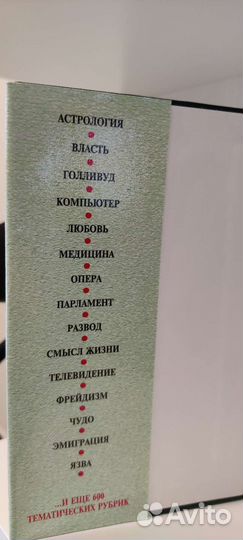 АСТРОЛОГИЯ
ВЛАСТЬ
ГОЛЛИВУД
КОМПЬЮТЕР
ЛЮБОВЬ
МЕДИЦИНА
ОПЕРА
ПАРЛАМЕНТ
РАЗВОД
СМЫСЛ ЖИЗНИ
ТЕЛЕВИДЕНИЕ
ФРЕЙДИЗМ
ЧУДО
ЭМИГРАЦИЯ
ЯЗВА
...И ЕЩЕ 600
ТЕМАТИЧЕСКИХ РУБРИК
Avito